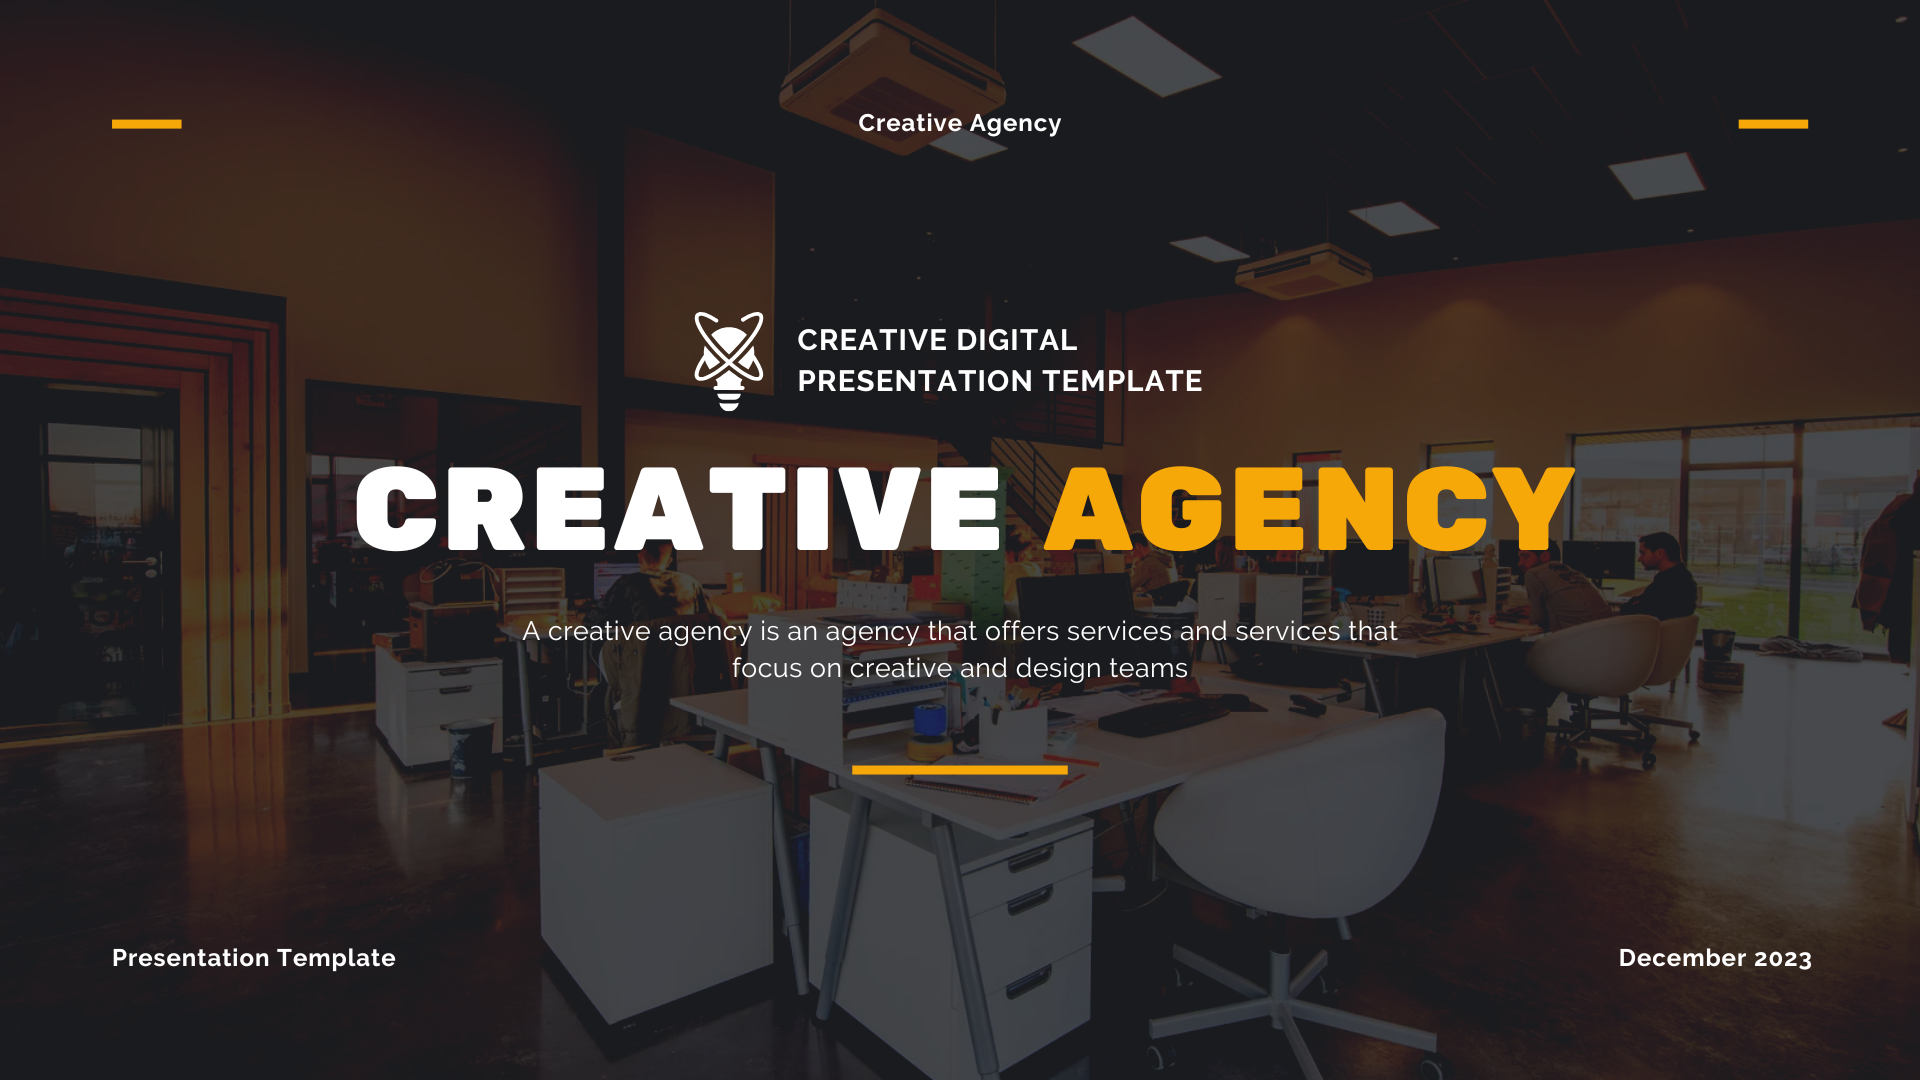 Creative Agency
CREATIVE DIGITAL
PRESENTATION TEMPLATE
CREATIVE AGENCY
A creative agency is an agency that offers services and services that
focus on creative and design teams
Presentation Template
December 2023